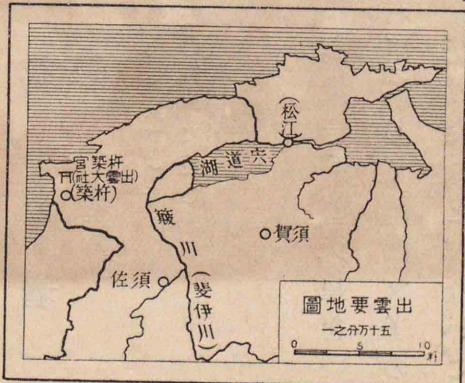 (松江)
宍道湖
杵築宮
(出雲大社)
(杵築)
簸川(斐伊川)
須賀
須佐
出雲要地圖
五十万分之一
0 5 10